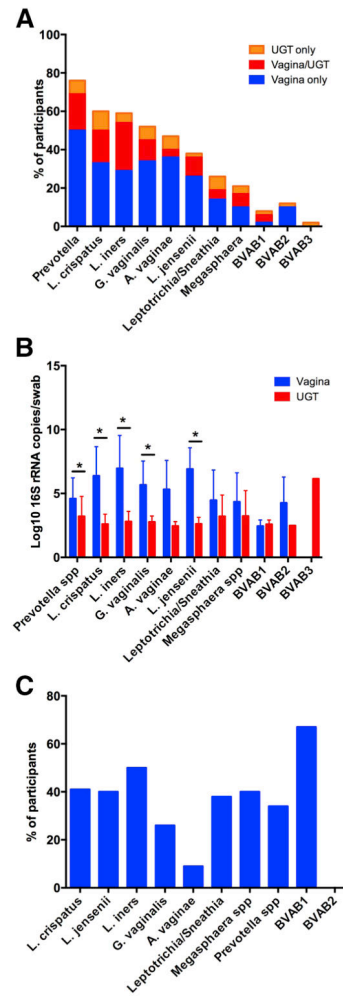 A
100
80
60
40
20
0
% of participants
UGT only
Vagina/UGT
Vagina only
Prevotella
L. crispatus
L. iners
G. vaginalis
A. vaginae
L. jensenii
Leptotrichia/Sneathia
Megasphaera
BVAB1
BVAB2
BVAB3
B
15
10
5
0
Log10 16S rRNA copies/swab
Vagina
UGT
* * * * *
Prevotella spp
L. crispatus
L. iners
G. vaginalis
A. vaginae
L. jensenii
Leptotrichia/Sneathia
Megasphaera spp
BVAB1
BVAB2
BVAB3
C
80
60
40
20
0
% of participants
L. crispatus
L. jensenii
L. iners
G. vaginalis
A. vaginae
Leptotrichia/Sneathia
Megasphaera spp
Prevotella spp
BVAB1
BVAB2